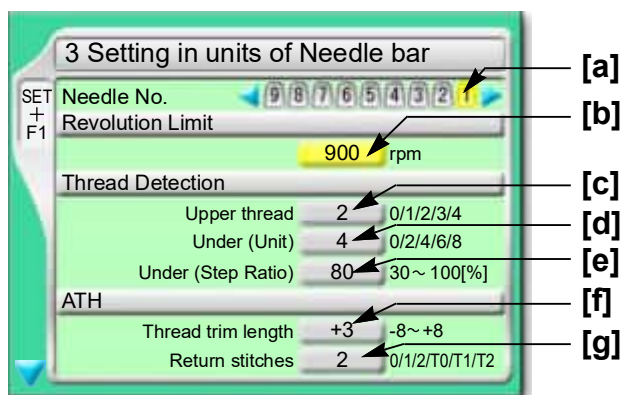 3 Setting in units of Needle bar
SET + F1
Needle No. 9 8 7 6 5 4 3 2 1
[a]
Revolution Limit
[b]
900 rpm
Thread Detection
[c]
Upper thread 2 0/1/2/3/4
[d]
Under (Unit) 4 0/2/4/6/8
[e]
Under (Step Ratio) 80 30～100[%]
ATH
[f]
Thread trim length +3 -8～+8
[g]
Return stitches 2 0/1/2/T0/T1/T2